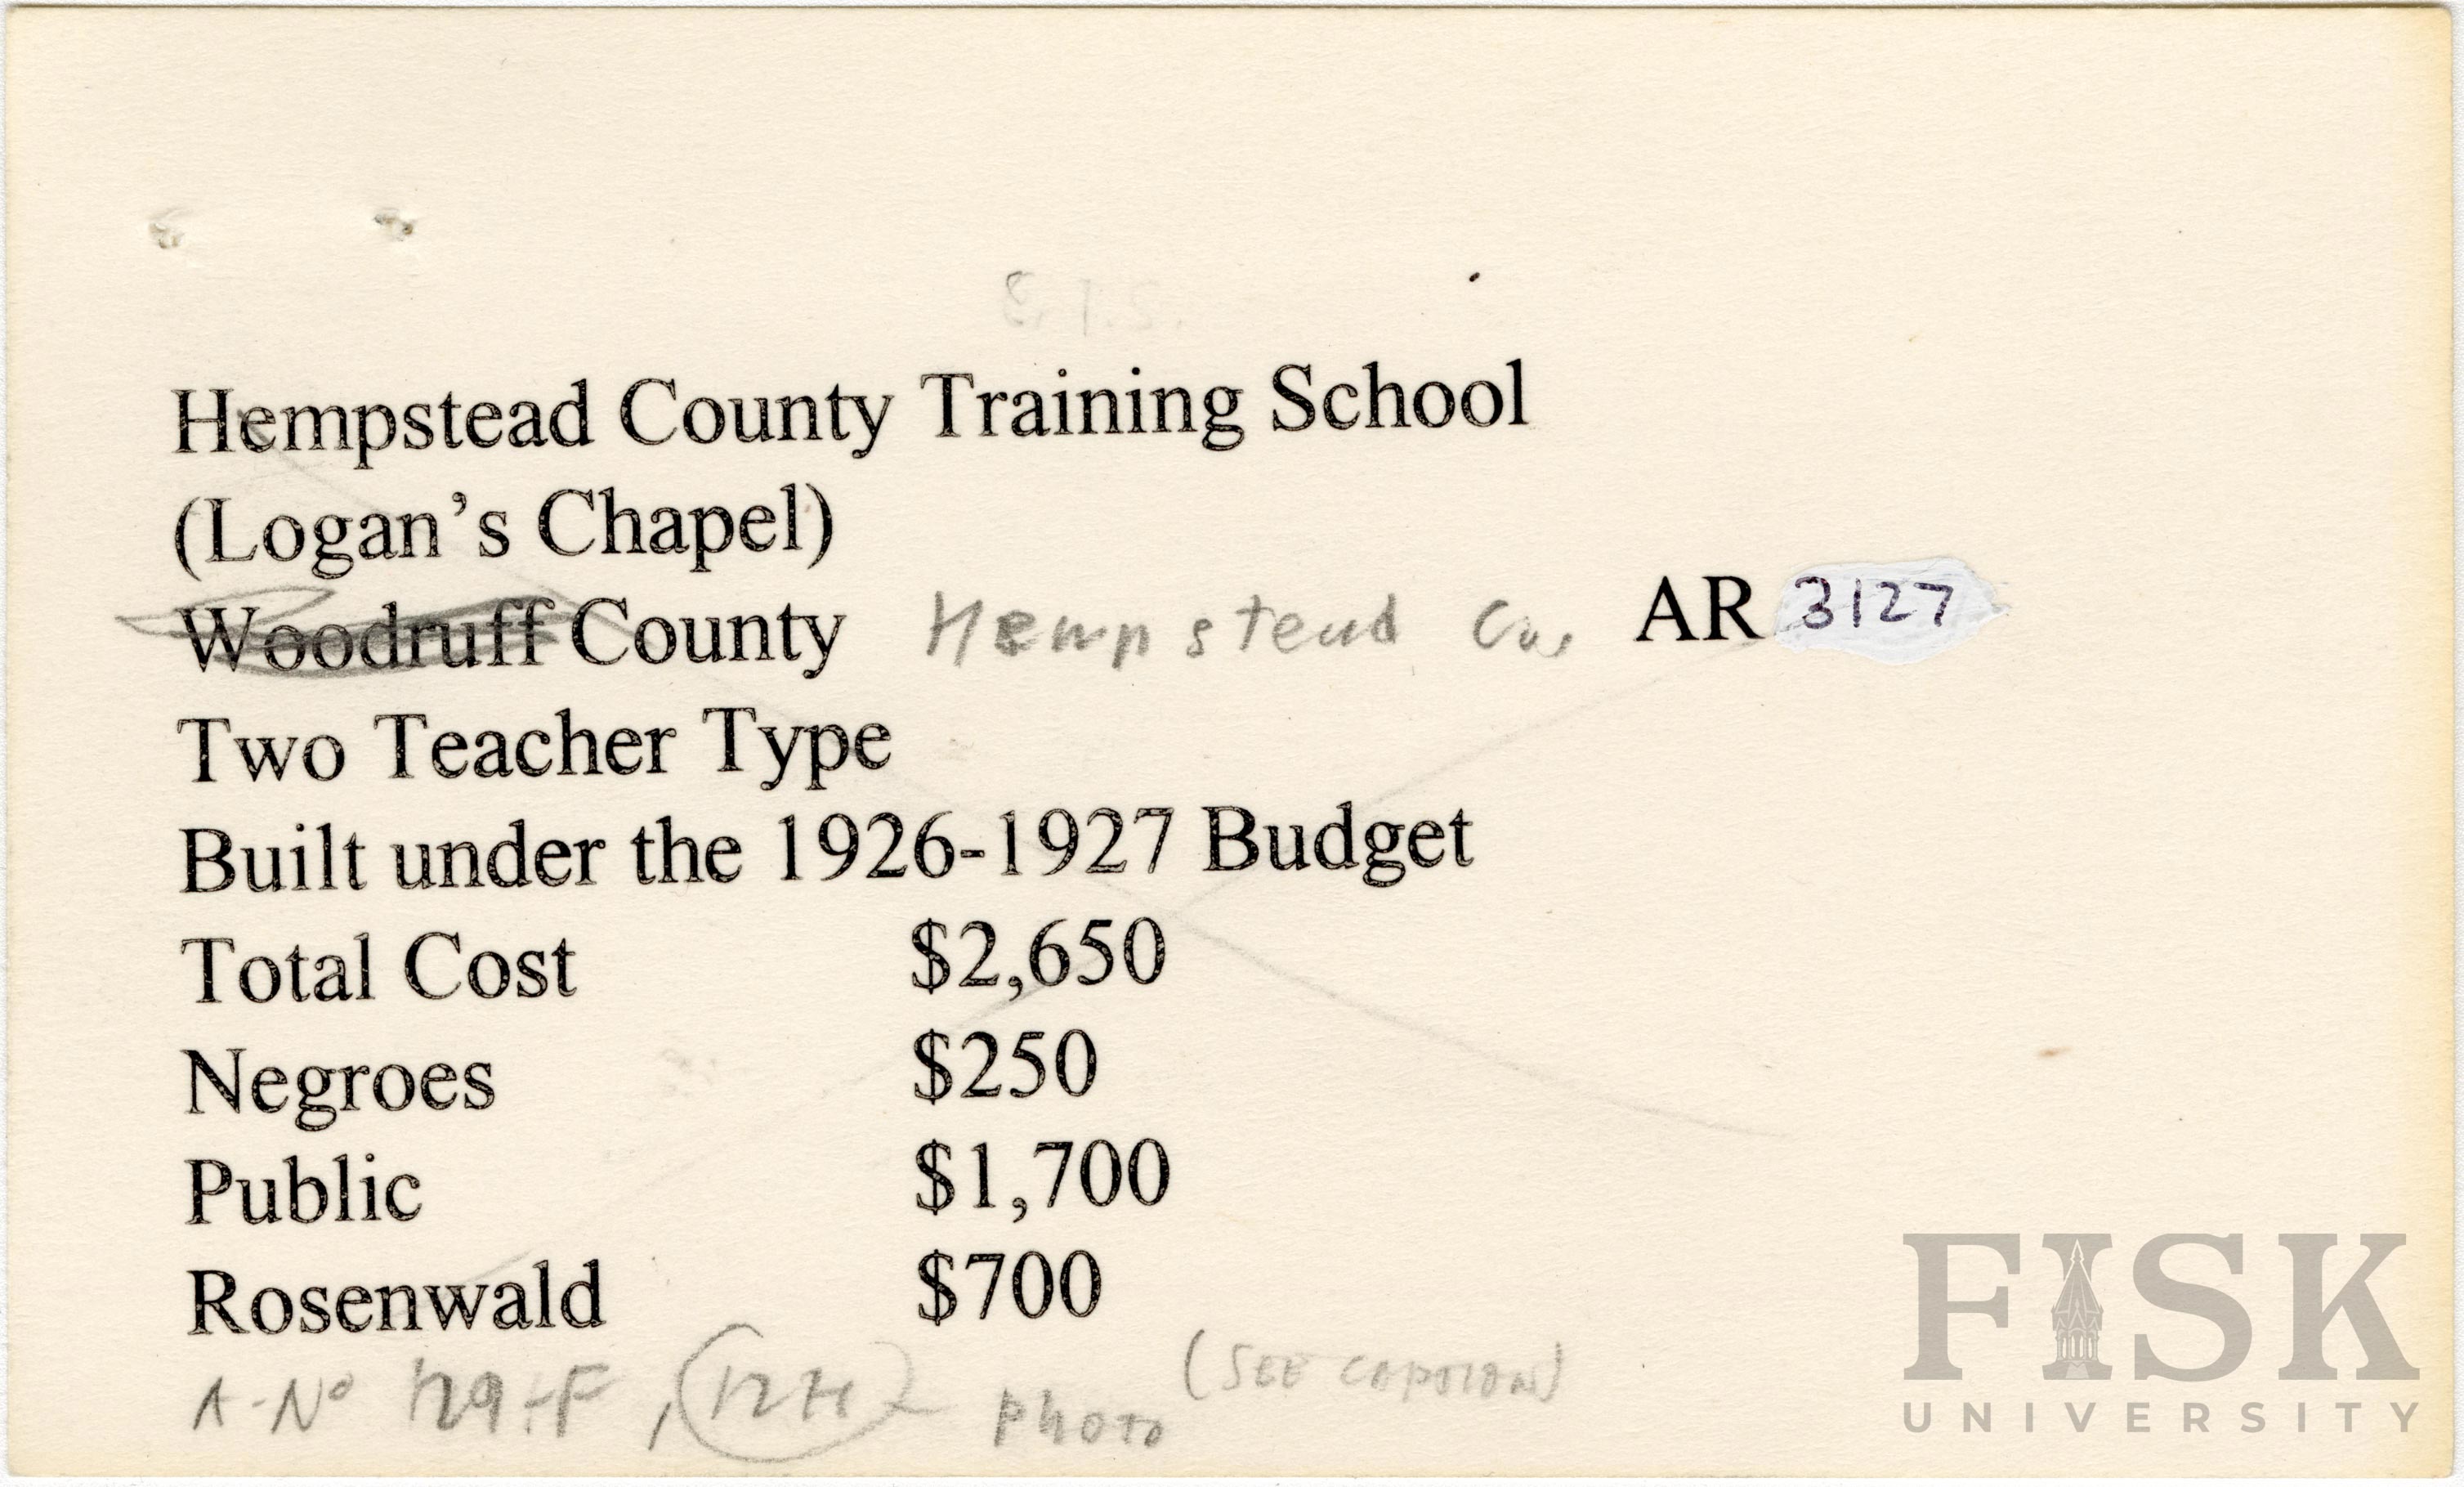 Hempstead County Training School
(Logan's Chapel)
Woodruff County Hempstead Co. AR 3127
Two Teacher Type
Built under the 1926-1927 Budget
Total Cost $2,650
Negroes $250
Public $1,700
Rosenwald $700
A-No Photo (SEE CAPTION)
FISK
UNIVERSITY